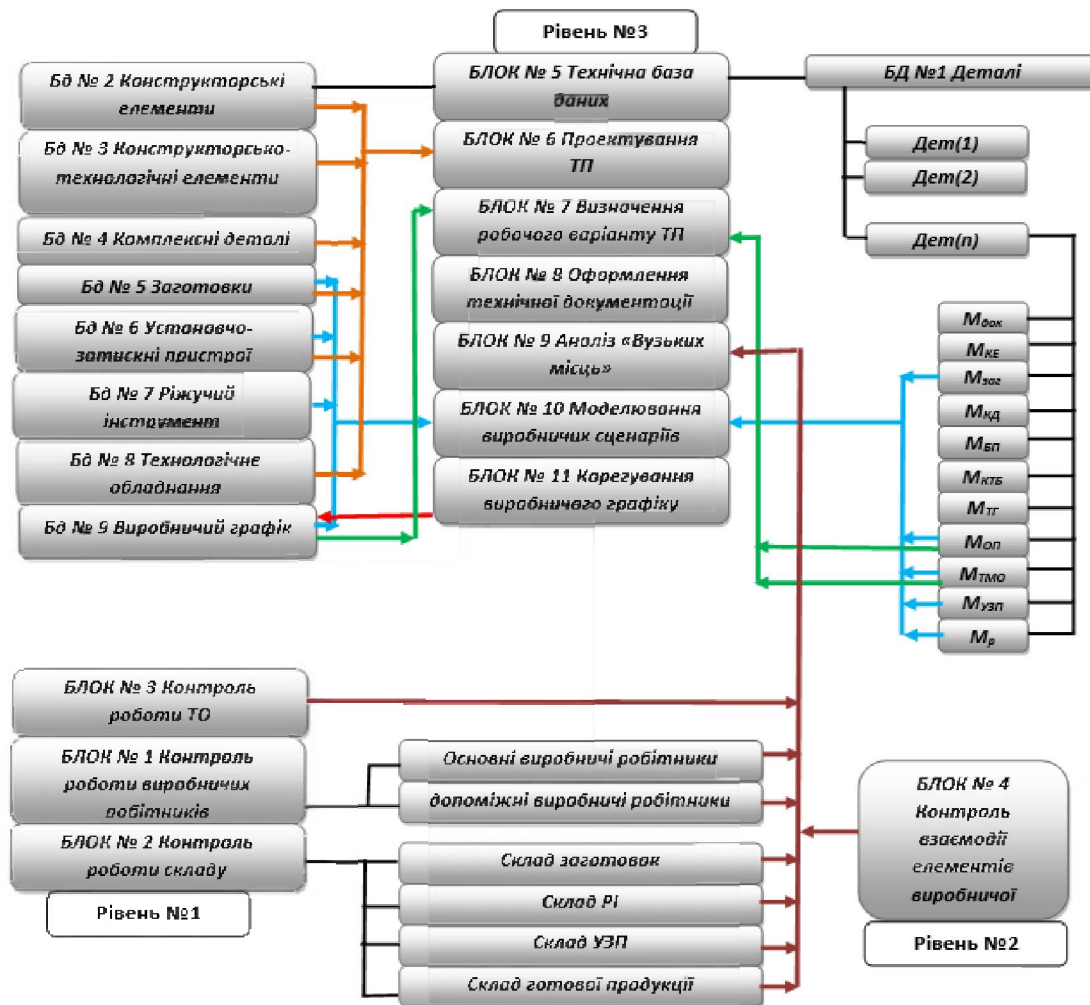 Рівень №3
Бд № 2 Конструкторські
елементи
Бд № 3 Конструкторсько-
технологічні елементи
Бд № 4 Комплексні деталі
Бд № 5 Заготовки
Бд № 6 Установчо-
затискні пристрої
Бд № 7 Ріжучий
інструмент
Бд № 8 Технологічне
обладнання
Бд № 9 Виробничий графік
БЛОК № 5 Технічна база
даних
БЛОК № 6 Проектування
ТП
БЛОК № 7 Визначення
робочого варіанту ТП
БЛОК № 8 Оформлення
технічної документації
БЛОК № 9 Аналіз «Вузьких
місць»
БЛОК № 10 Моделювання
виробничих сценаріїв
БЛОК № 11 Корегування
виробничого графіку
БД №1 Деталі
Дет(1)
Дет(2)
Дет(п)
Мдок
МКЕ
Мзаг
МКД
МБП
МКТБ
МТГ
МОП
МТМО
МУЗП
Мр
БЛОК № 3 Контроль
роботи ТО
БЛОК № 1 Контроль
роботи виробничих
робітників
БЛОК № 2 Контроль
роботи складу
Рівень №1
Основні виробничі робітники
допоміжні виробничі робітники
Склад заготовок
Склад РІ
Склад УЗП
Склад готової продукції
БЛОК № 4
Контроль
взаємодії
елементів
виробничої
Рівень №2